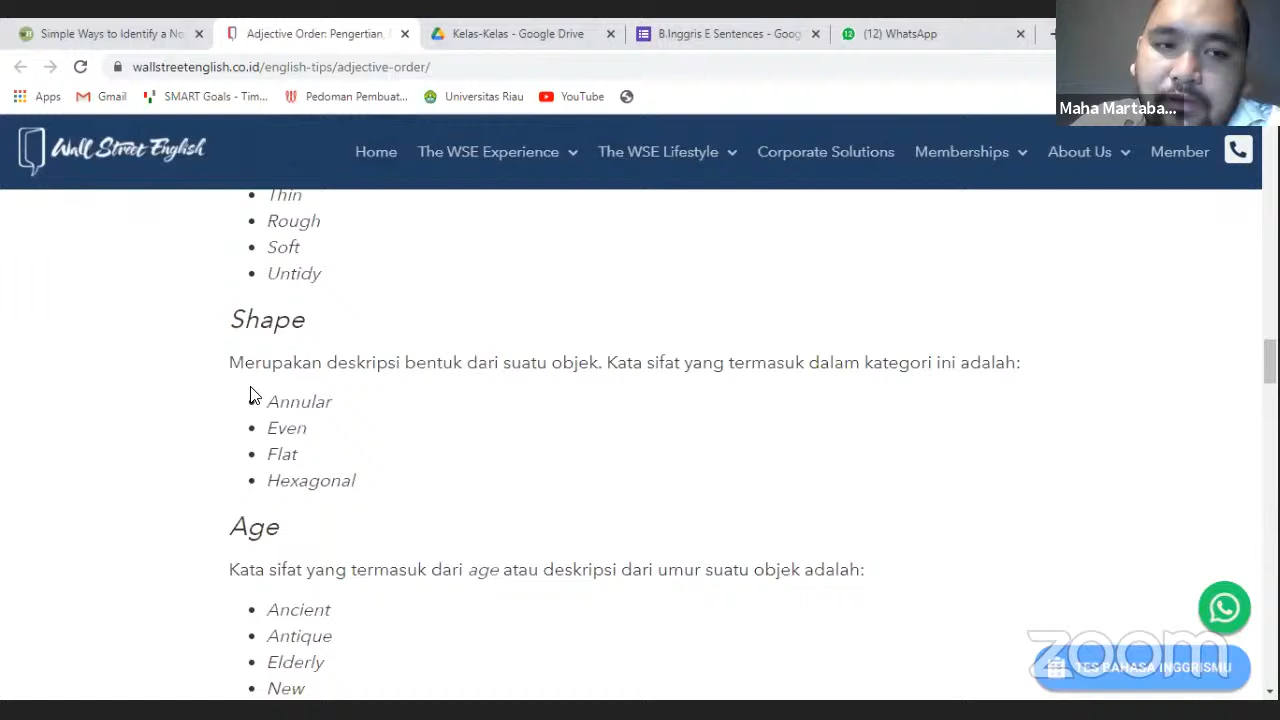 Simple Ways to Identify a No
Adjective Order: Pengertian,
Kelas-Kelas - Google Drive
B.Inggris E Sentences - Goog
(12) WhatsApp
wallstreetenglish.co.id/english-tips/adjective-order/
Apps
Gmail
SMART Goals - Tim...
Pedoman Pembuat...
Universitas Riau
YouTube
Maha Martaba...
Wall Street English
Home
The WSE Experience
The WSE Lifestyle
Corporate Solutions
Memberships
About Us
Member
Thin
Rough
Soft
Untidy
Shape
Merupakan deskripsi bentuk dari suatu objek. Kata sifat yang termasuk dalam kategori ini adalah:
Annular
Even
Flat
Hexagonal
Age
Kata sifat yang termasuk dari age atau deskripsi dari umur suatu objek adalah:
Ancient
Antique
Elderly
New
zoom
TES BAHASA INGGRISMU